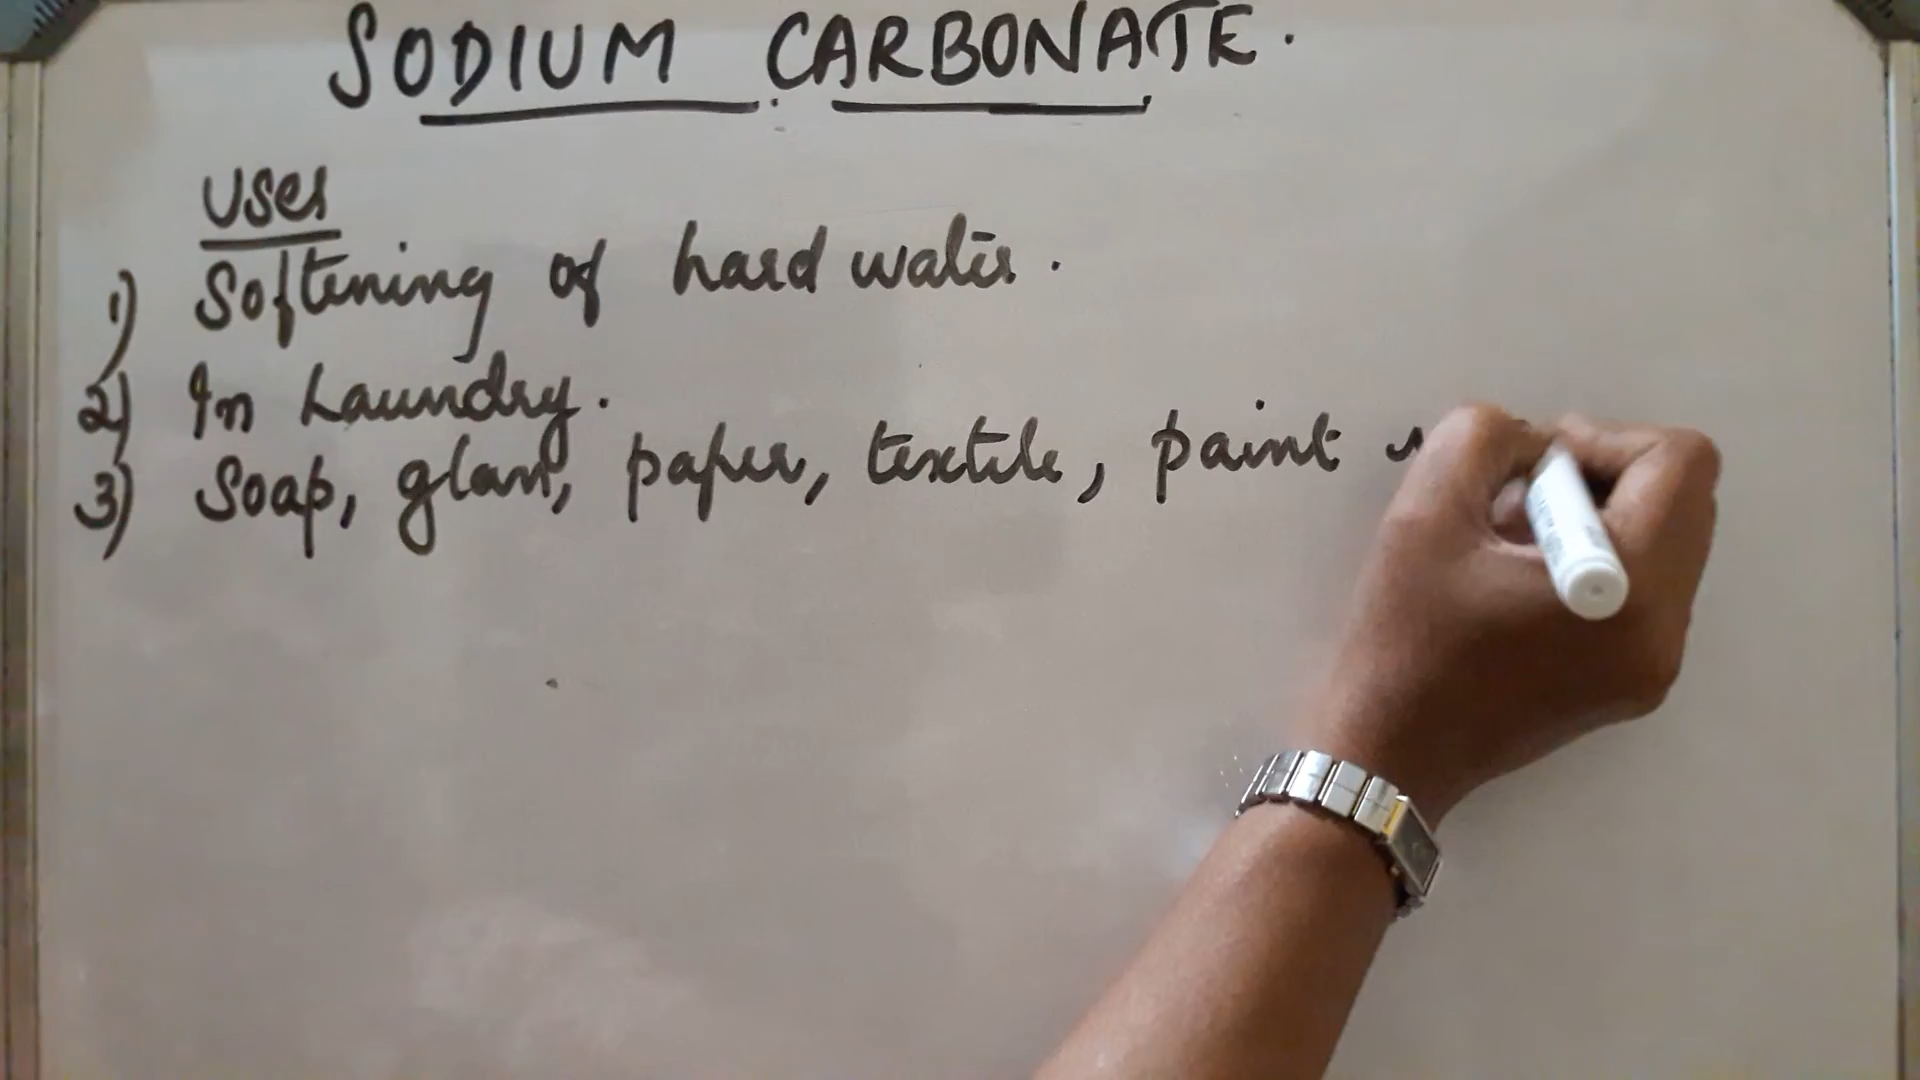 SODIUM CARBONATE.
Uses
1) Softening of hard water.
2) In Laundry.
3) Soap, glass, paper, textile, paint